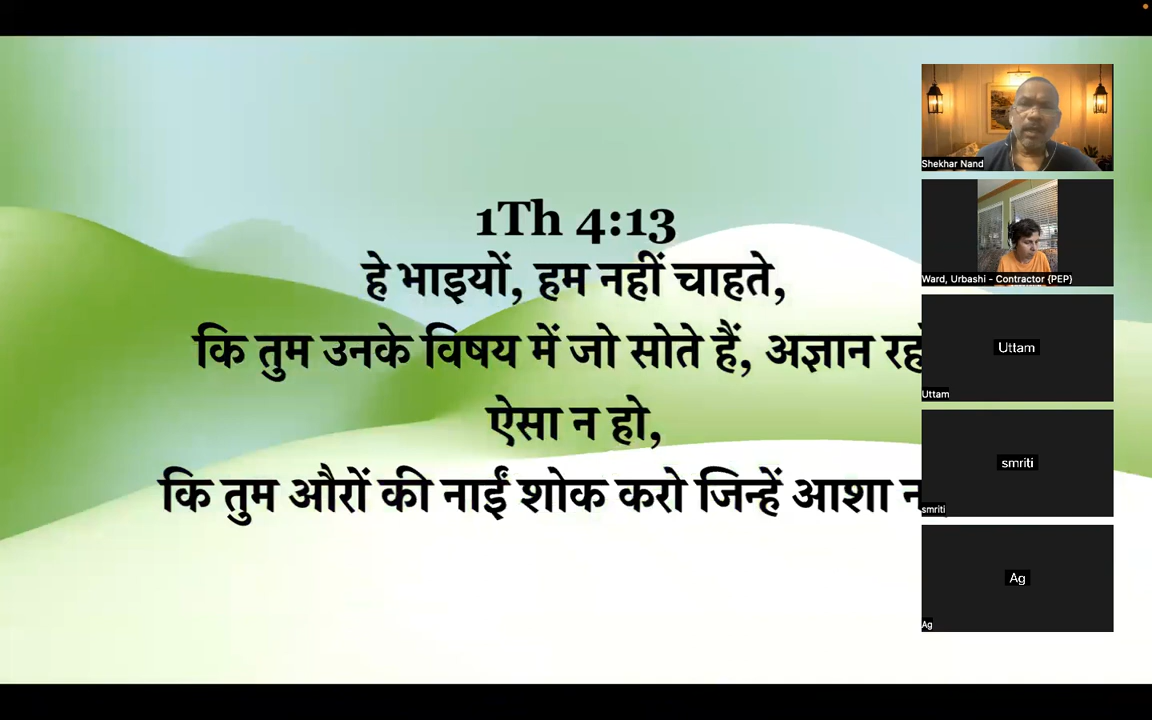 1Th 4:13
हे भाइयों, हम नहीं चाहते,
कि तुम उनके विषय में जो सोते हैं, अज्ञान रहो
ऐसा न हो,
कि तुम औरों की नाईं शोक करो जिन्हें आशा
Shekhar Nand
Ward, Urbashi - Contractor {PEP}
Uttam
Uttam
smriti
smriti
Ag
Ag